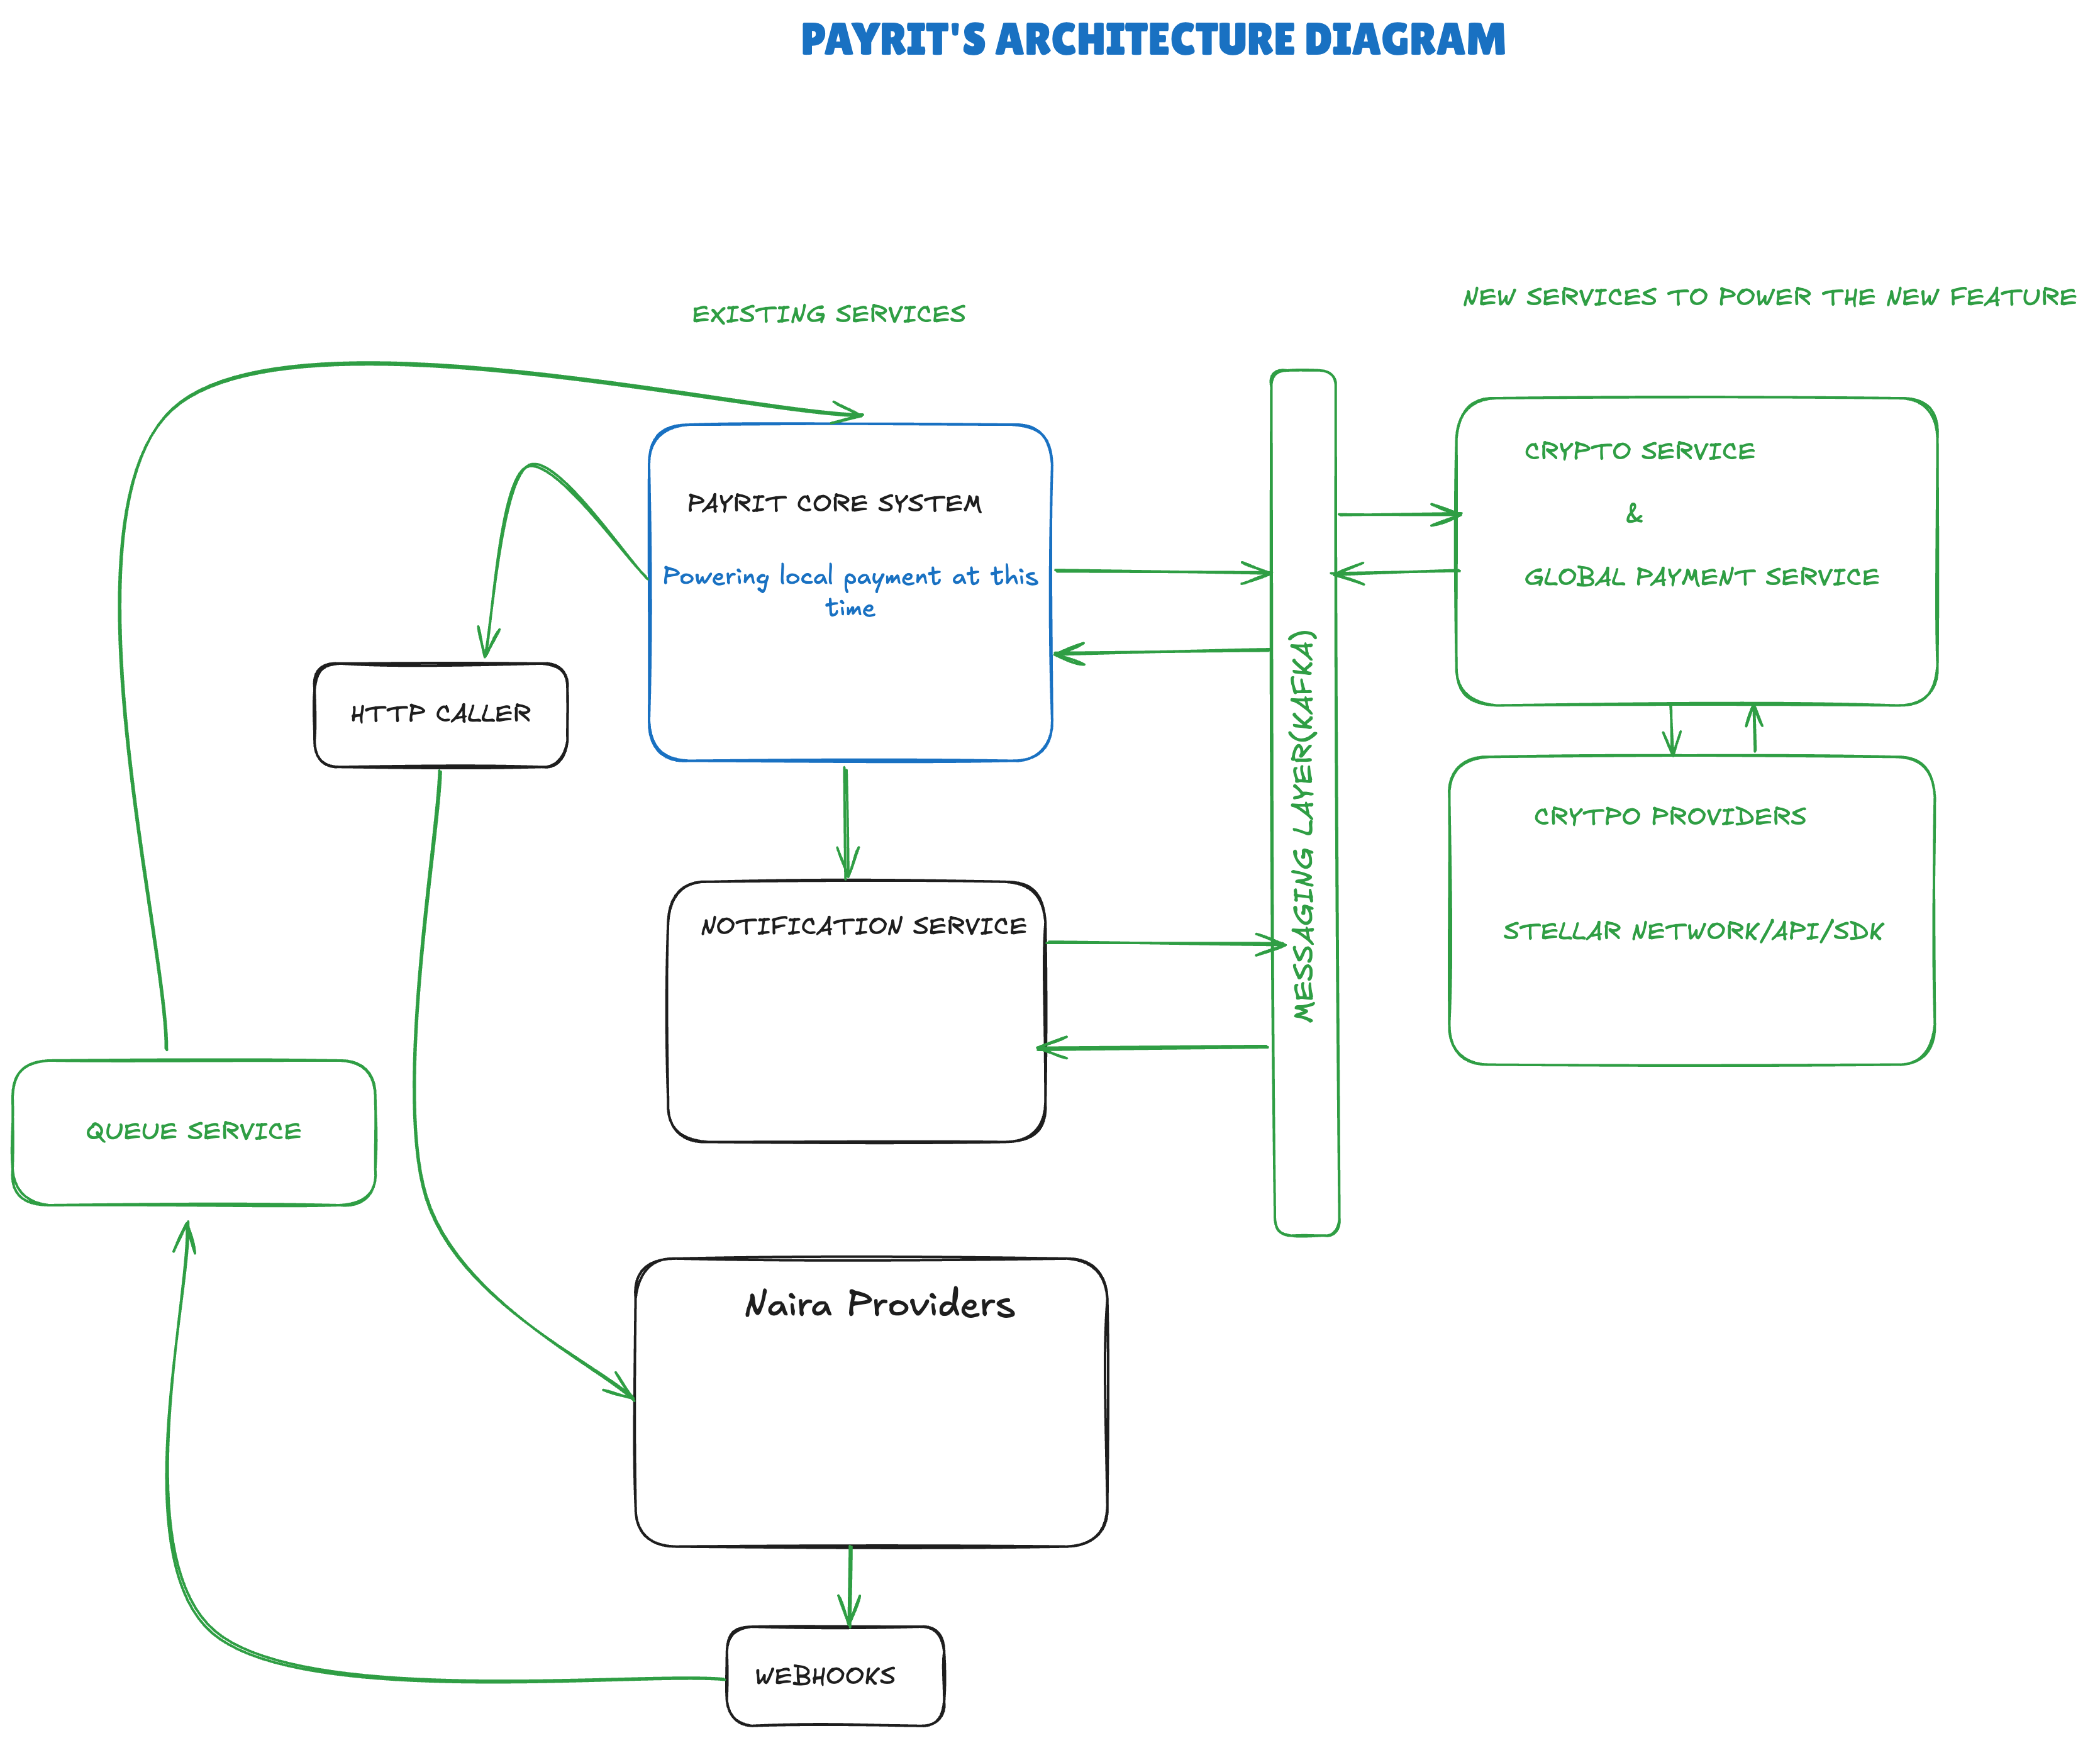 PAYRIT'S ARCHITECTURE DIAGRAM
EXISTING SERVICES
NEW SERVICES TO POWER THE NEW FEATURE
PAYRIT CORE SYSTEM
Powering local payment at this
time
CRYPTO SERVICE
&
GLOBAL PAYMENT SERVICE
HTTP CALLER
MESSAGING LAYER(KAFKA)
CRYTPO PROVIDERS
STELLAR NETWORK/API/SDK
NOTIFICATION SERVICE
QUEUE SERVICE
Naira Providers
WEBHOOKS